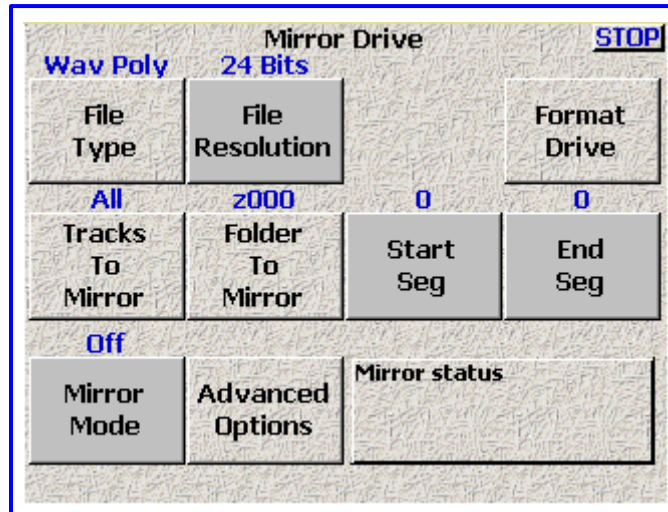 Mirror Drive
STOP
Wav Poly
24 Bits
File
Type
File
Resolution
Format
Drive
All
z000
0
0
Tracks
To
Mirror
Folder
To
Mirror
Start
Seg
End
Seg
Off
Mirror
Mode
Advanced
Options
Mirror status